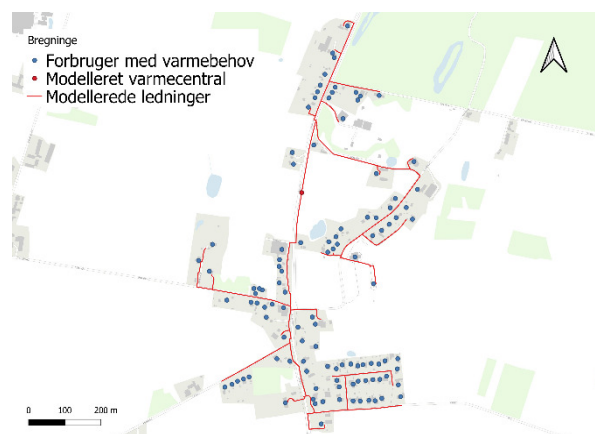 Bregninge
Forbruger med varmebehov
Modelleret varmecentral
Modellerede ledninger
0 100 200 m